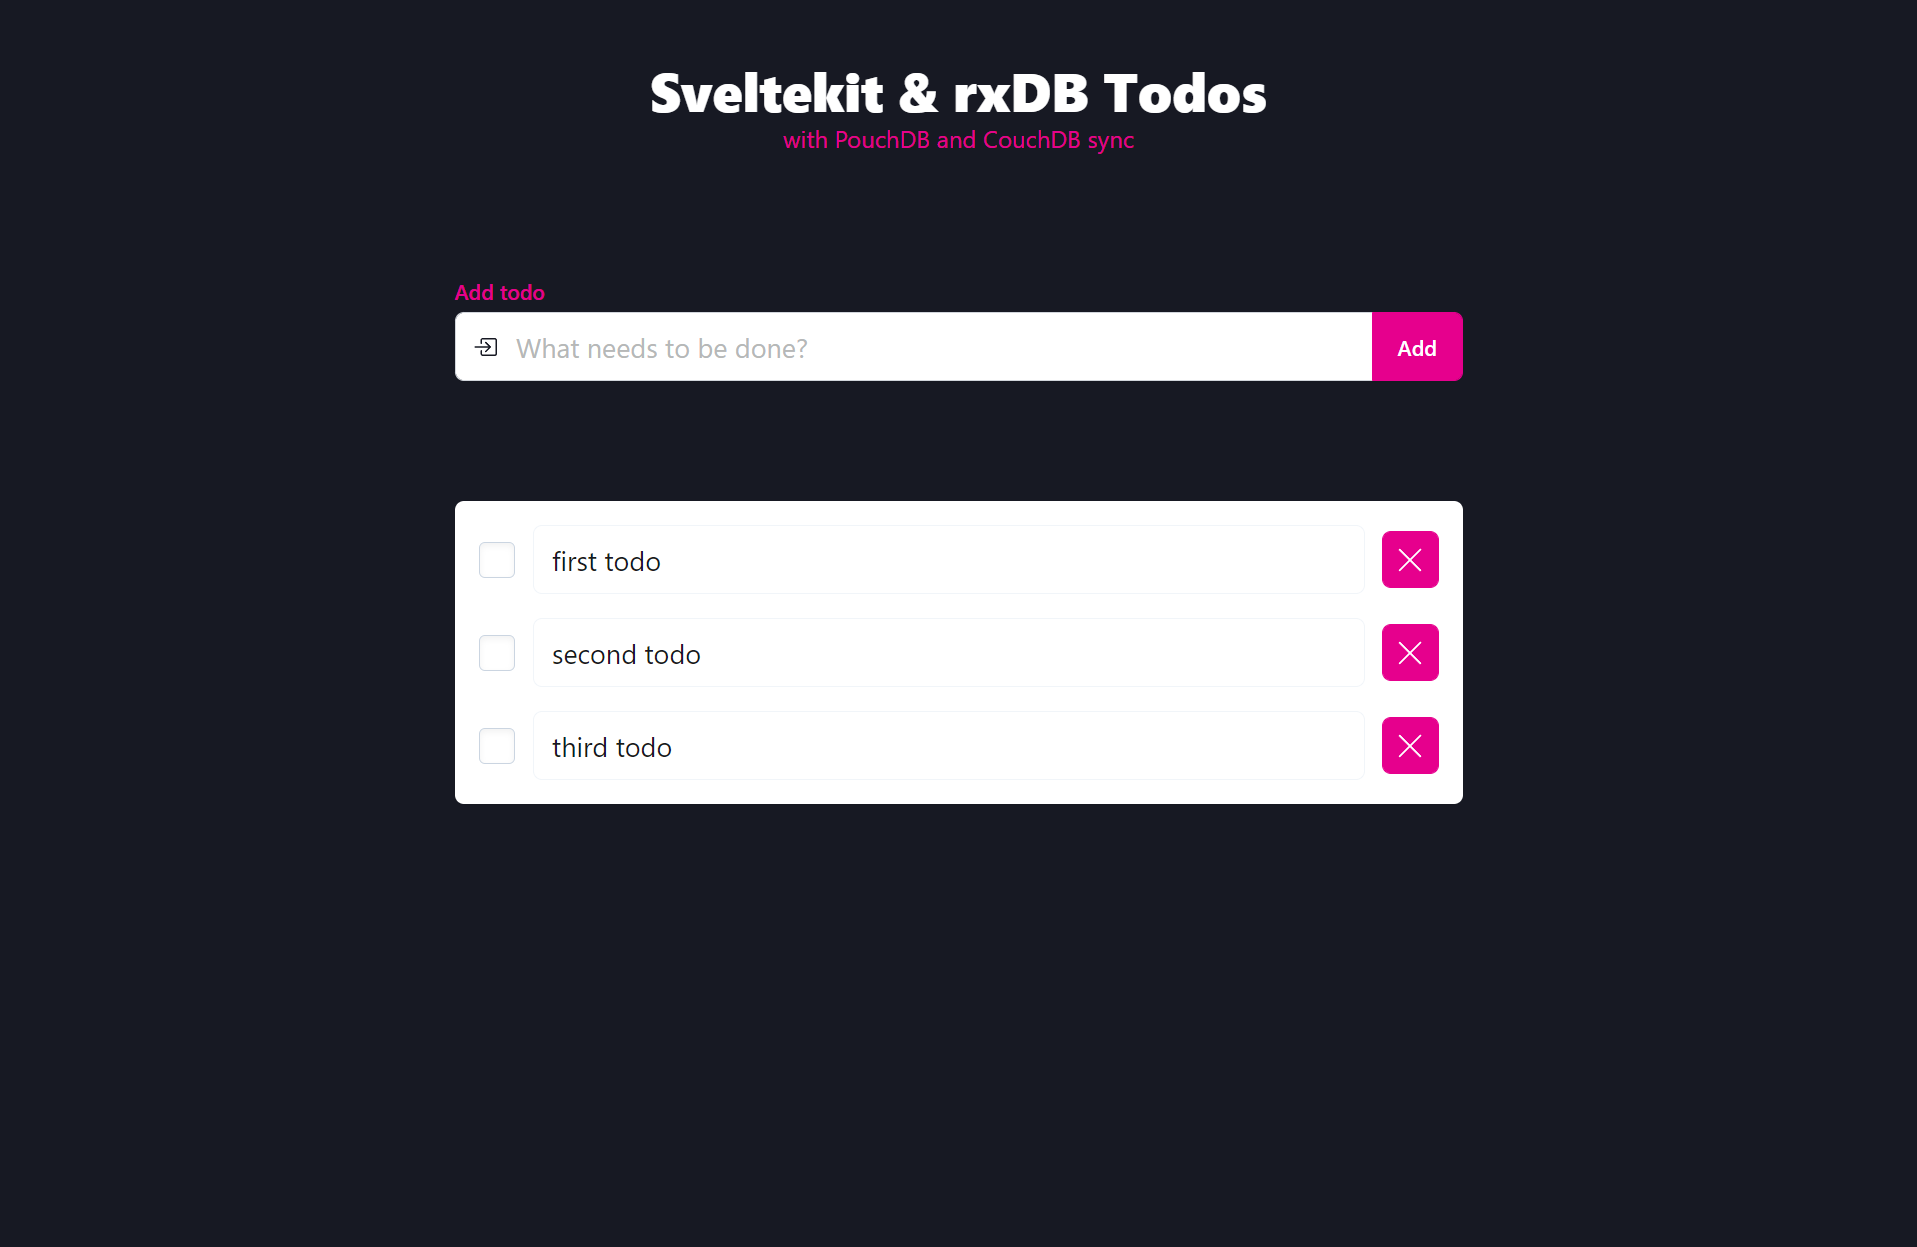 Sveltekit & rxDB Todos
with PouchDB and CouchDB sync
Add todo
What needs to be done?
Add
first todo
second todo
third todo